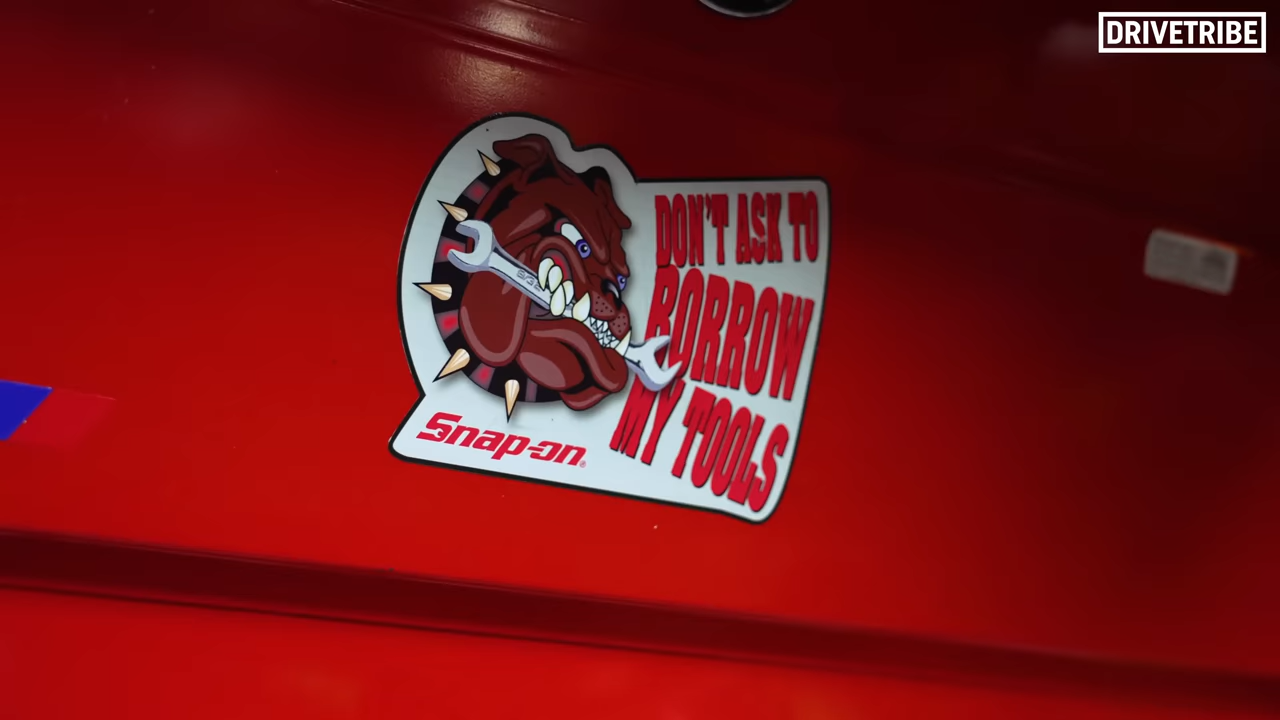 DRIVETRIBE
DON'T ASK TO
BORROW
MY TOOLS
Snap-on®